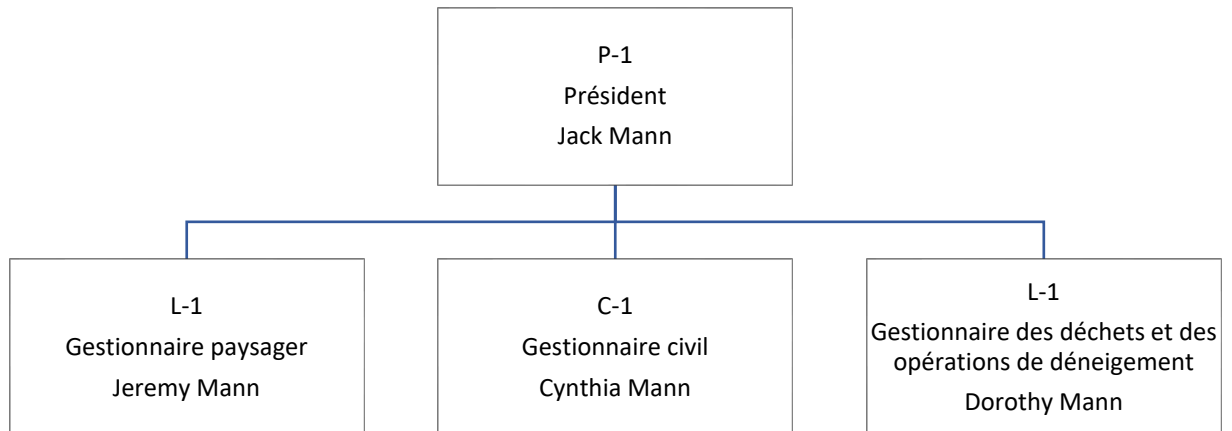 P-1
Président
Jack Mann
L-1
Gestionnaire paysager
Jeremy Mann
C-1
Gestionnaire civil
Cynthia Mann
L-1
Gestionnaire des déchets et des
opérations de déneigement
Dorothy Mann